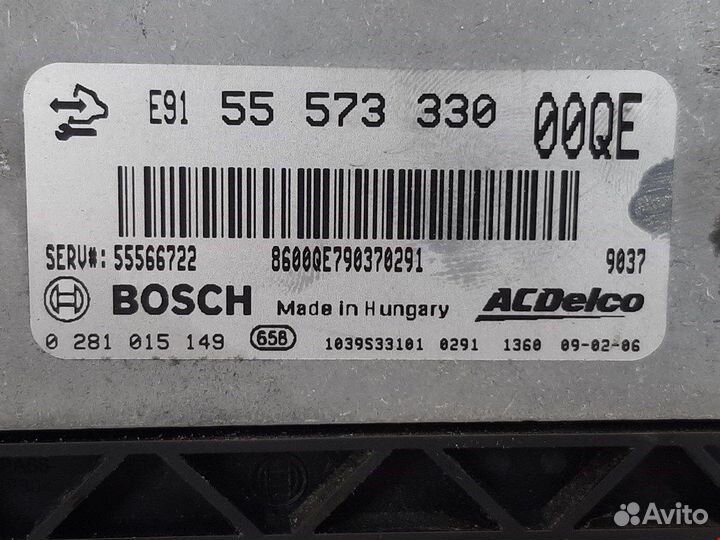 E91 55 573 330 00QE
SERV#: 55566722 8600QE790370291 9037
BOSCH Made in Hungary ACDelco
0 281 015 149 65B 1039S33101 0291 1360 09-02-06
Avito